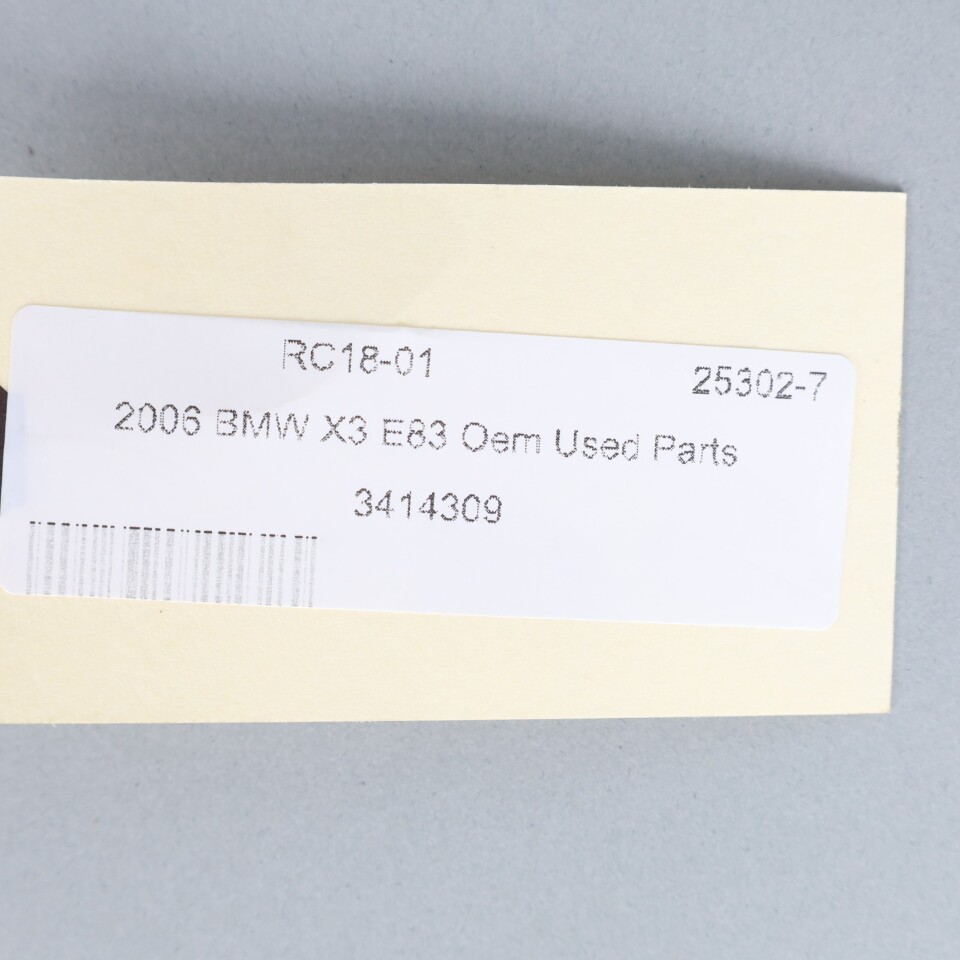 RC18-01 25302-7
2006 BMW X3 E83 Oem Used Parts
3414309